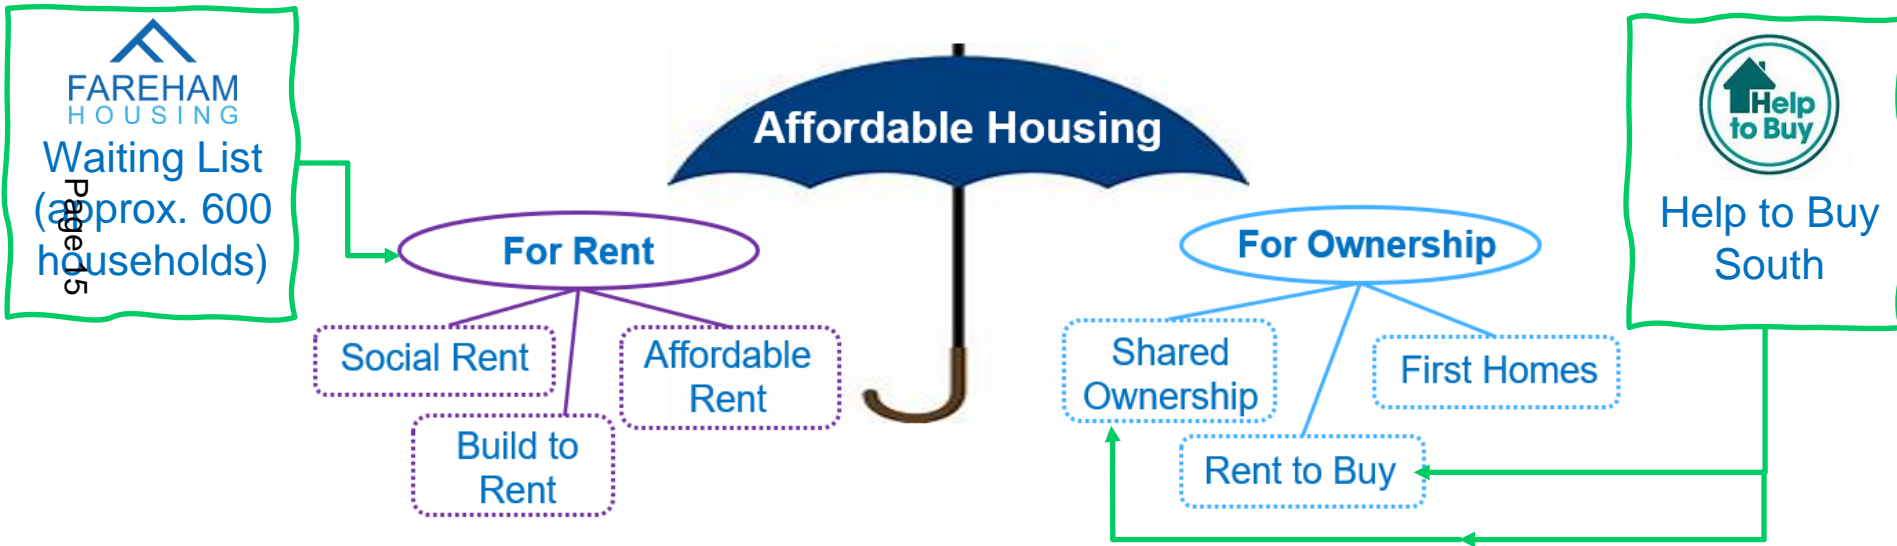 FAREHAM
HOUSING
Waiting List
(approx. 600
households)
Page 15
Affordable Housing
For Rent
Social Rent
Build to
Rent
Affordable
Rent
For Ownership
Shared
Ownership
Rent to Buy
First Homes
Help
to Buy
Help to Buy
South